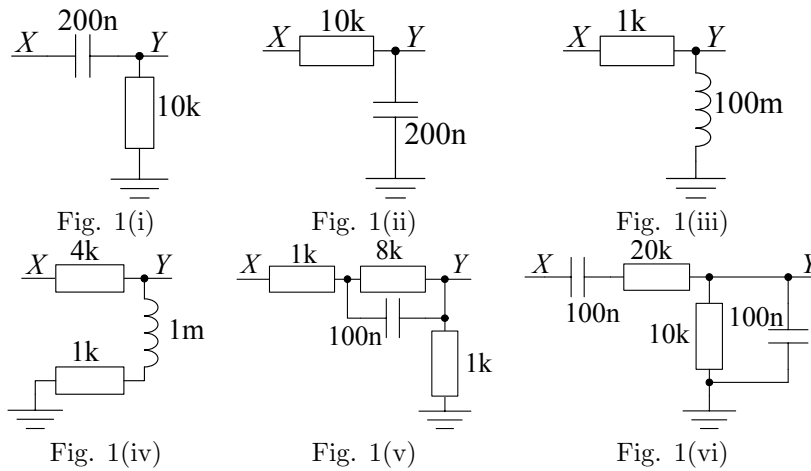 200n
X
Y
10k
Fig. 1(i)
10k
X
Y
200n
Fig. 1(ii)
1k
X
Y
100m
Fig. 1(iii)
4k
X
Y
1m
1k
Fig. 1(iv)
X
1k
8k
Y
100n
1k
Fig. 1(v)
X
20k
Y
100n
10k
100n
Fig. 1(vi)